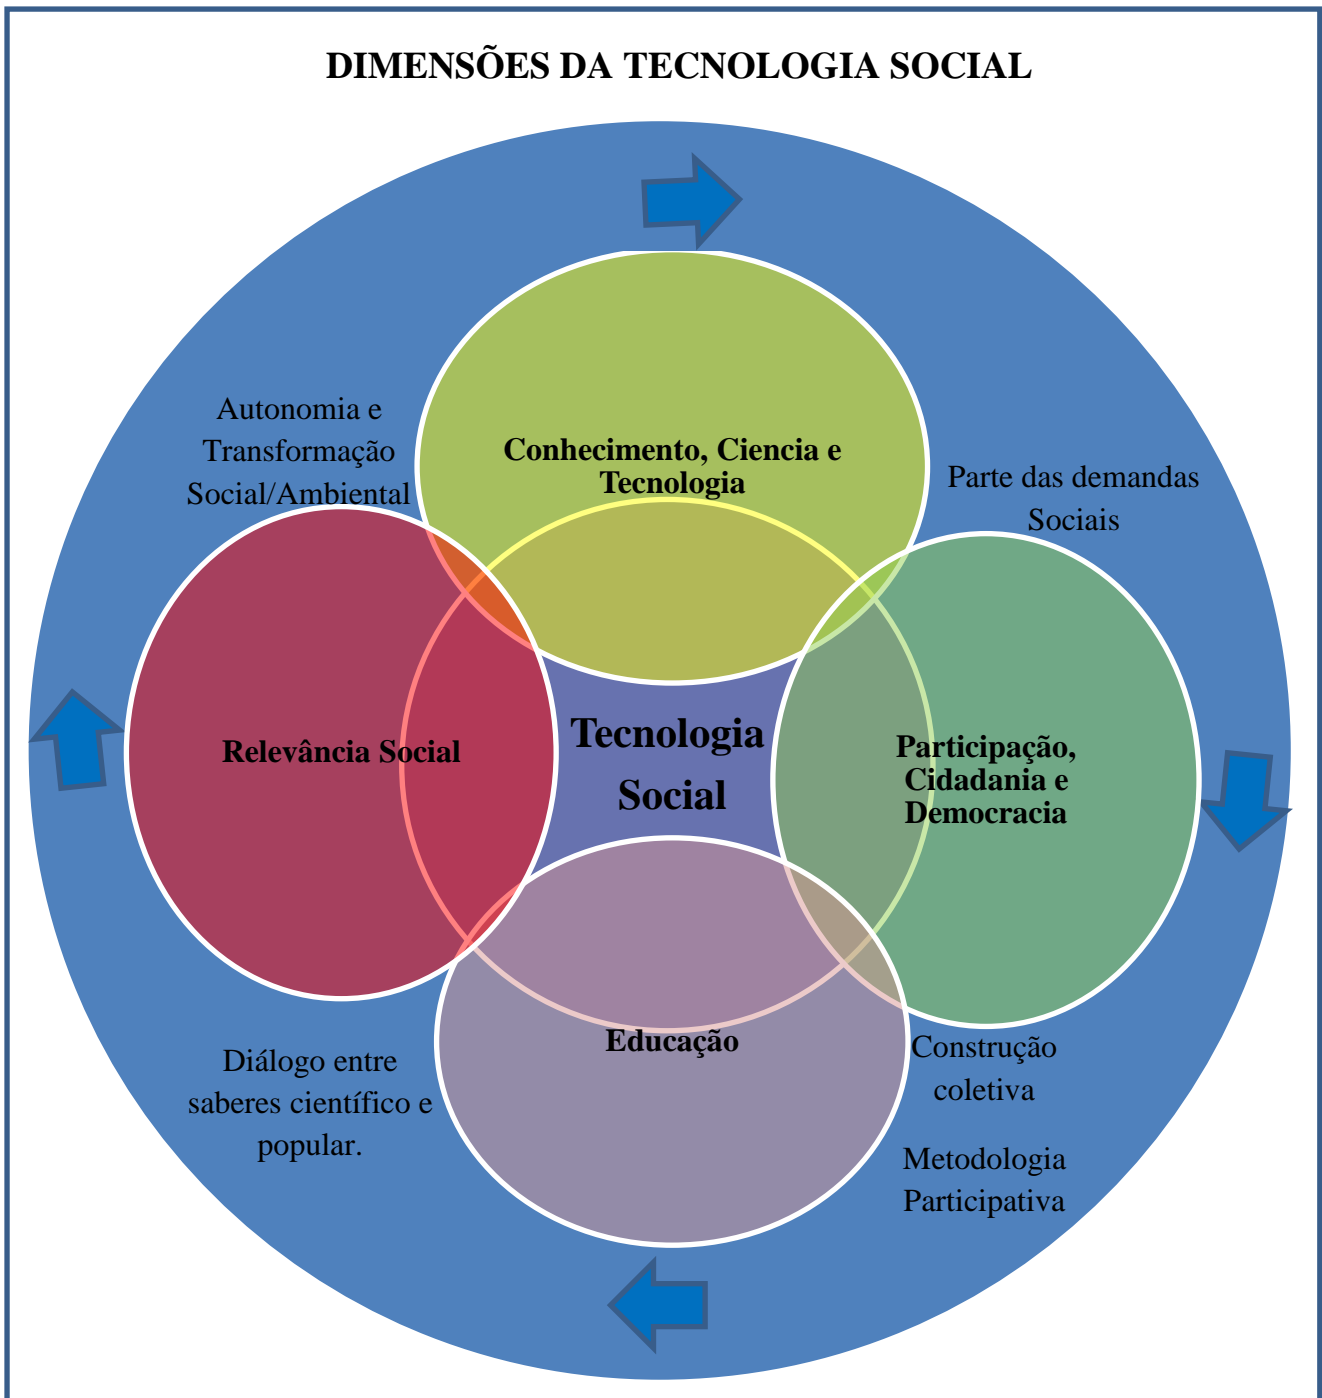 DIMENSÕES DA TECNOLOGIA SOCIAL
Autonomia e
Transformação
Social/Ambiental
Conhecimento, Ciencia e
Tecnologia
Parte das demandas
Sociais
Relevância Social
Tecnologia
Social
Participação,
Cidadania e
Democracia
Educação
Diálogo entre
saberes científico e
popular.
Construção
coletiva
Metodologia
Participativa